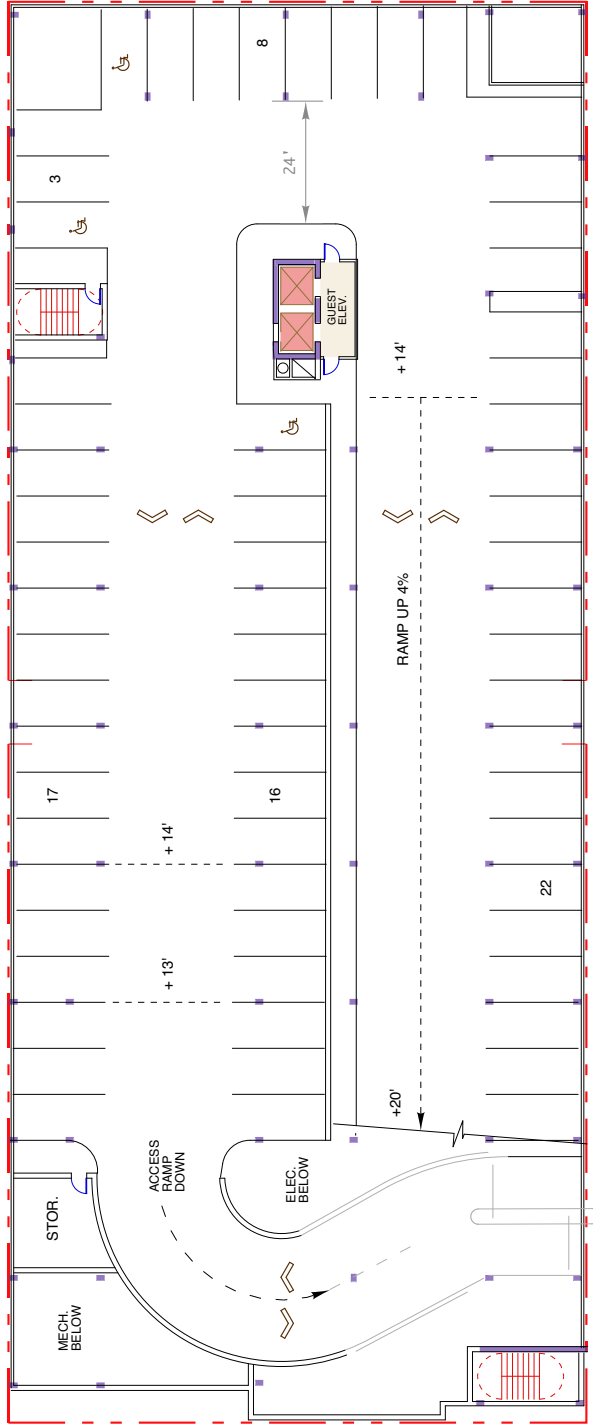 8
3
24'
GUEST
ELEV.
+ 14'
RAMP UP 4%
17
16
+ 14'
22
+ 13'
+20'
ACCESS
RAMP
DOWN
ELEC.
BELOW
STOR.
MECH.
BELOW